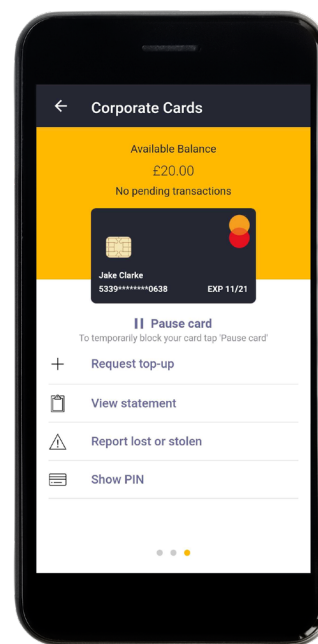 Corporate Cards
Available Balance
£20.00
No pending transactions
Jake Clarke
5339********0638 EXP 11/21
Pause card
To temporarily block your card tap 'Pause card'
Request top-up
View statement
Report lost or stolen
Show PIN